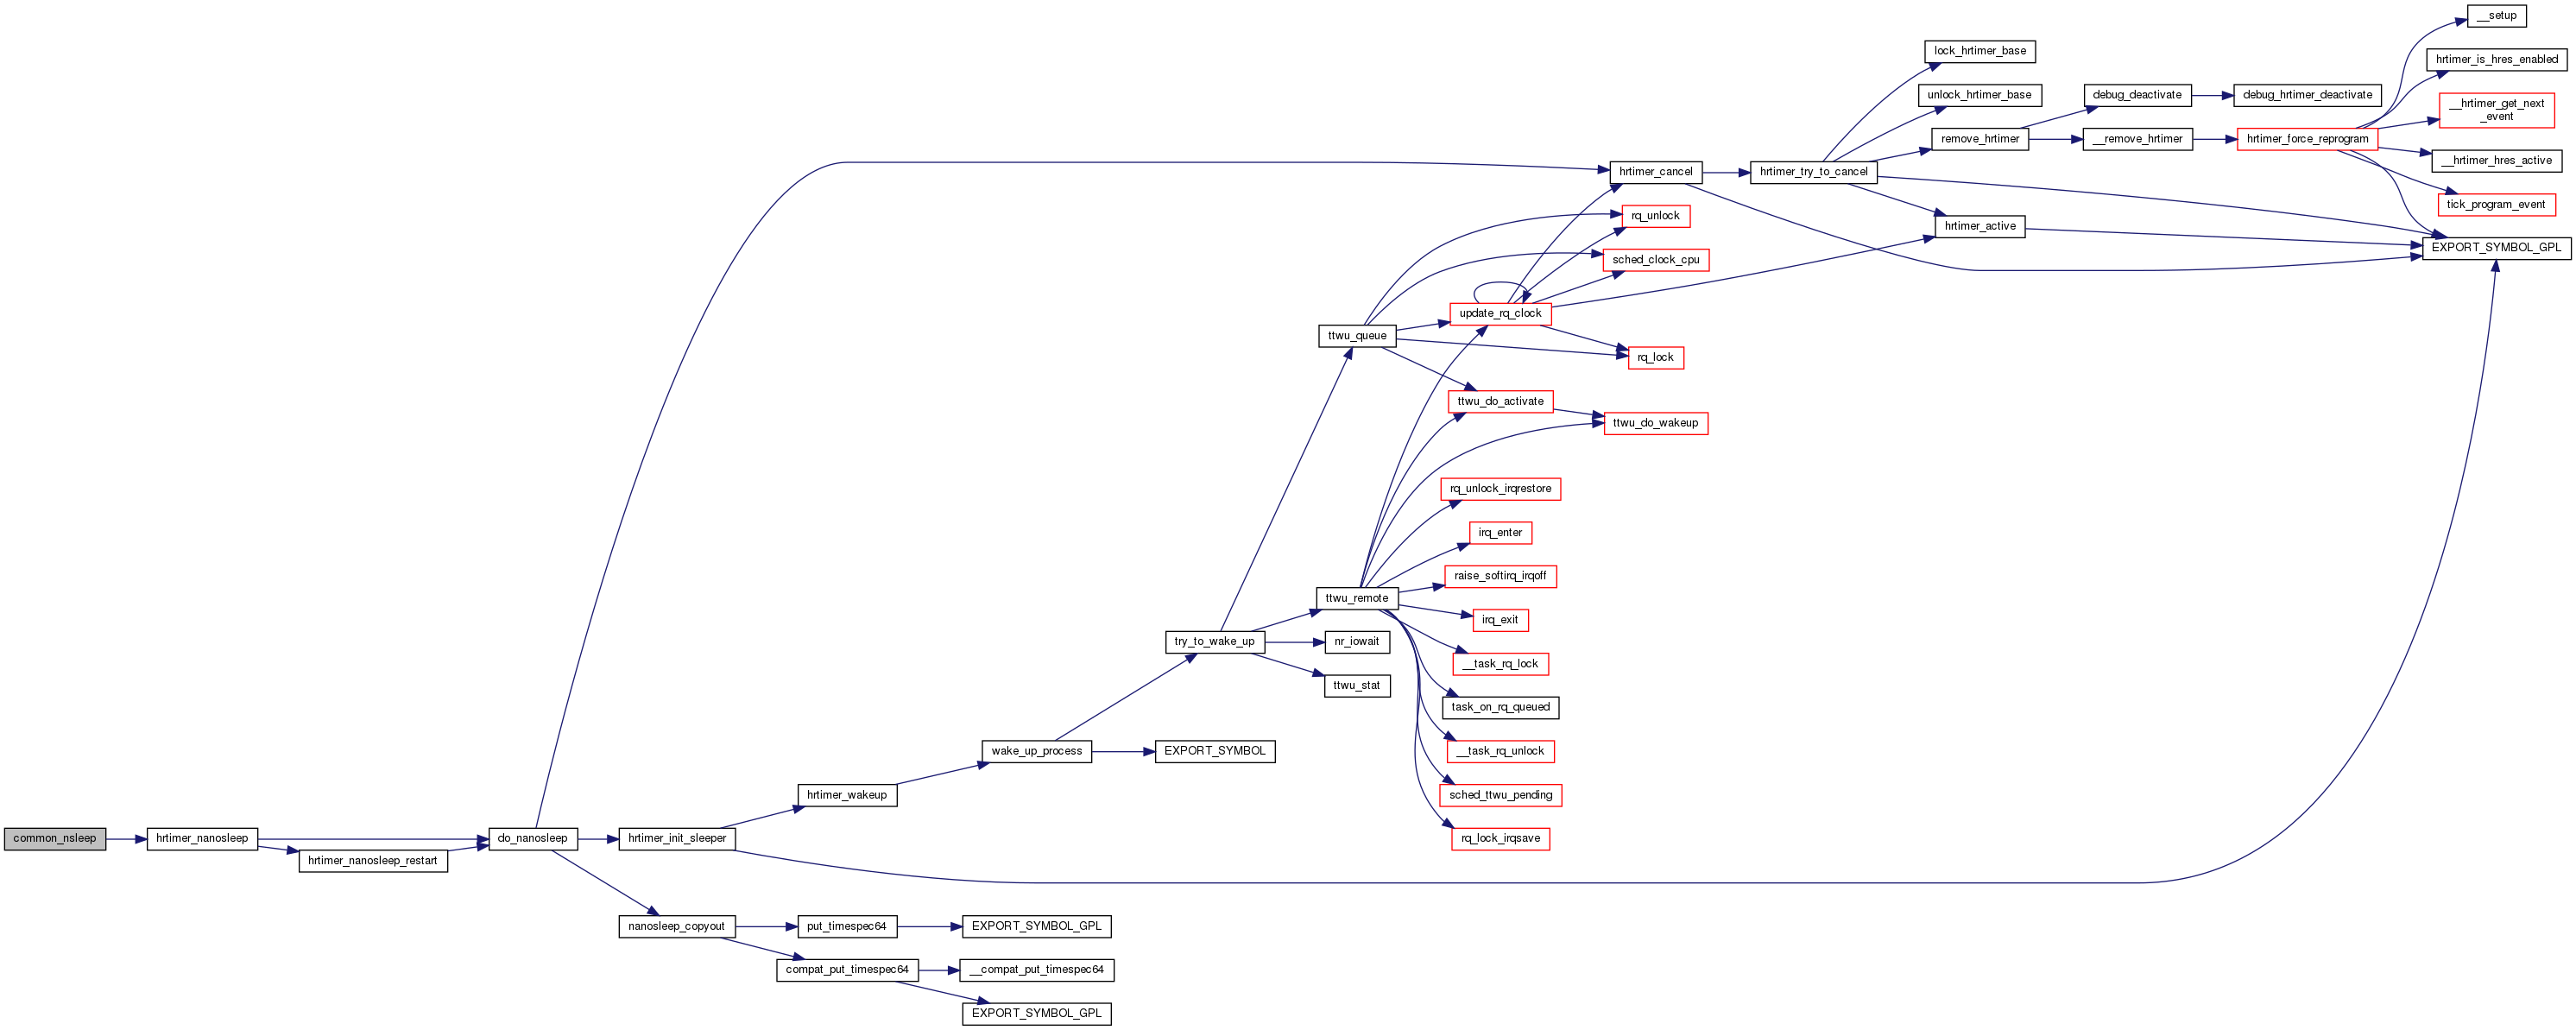 __setup
lock_hrtimer_base
hrtimer_is_hres_enabled
unlock_hrtimer_base
debug_deactivate
debug_hrtimer_deactivate
__hrtimer_get_next
_event
remove_hrtimer
__remove_hrtimer
hrtimer_force_reprogram
__hrtimer_hres_active
hrtimer_cancel
hrtimer_try_to_cancel
tick_program_event
rq_unlock
hrtimer_active
EXPORT_SYMBOL_GPL
sched_clock_cpu
update_rq_clock
ttwu_queue
rq_lock
ttwu_do_activate
ttwu_do_wakeup
rq_unlock_irqrestore
irq_enter
raise_softirq_irqoff
ttwu_remote
irq_exit
try_to_wake_up
nr_iowait
__task_rq_lock
ttwu_stat
task_on_rq_queued
wake_up_process
EXPORT_SYMBOL
__task_rq_unlock
hrtimer_wakeup
sched_ttwu_pending
common_nsleep
hrtimer_nanosleep
do_nanosleep
hrtimer_init_sleeper
rq_lock_irqsave
hrtimer_nanosleep_restart
nanosleep_copyout
put_timespec64
EXPORT_SYMBOL_GPL
compat_put_timespec64
__compat_put_timespec64
EXPORT_SYMBOL_GPL